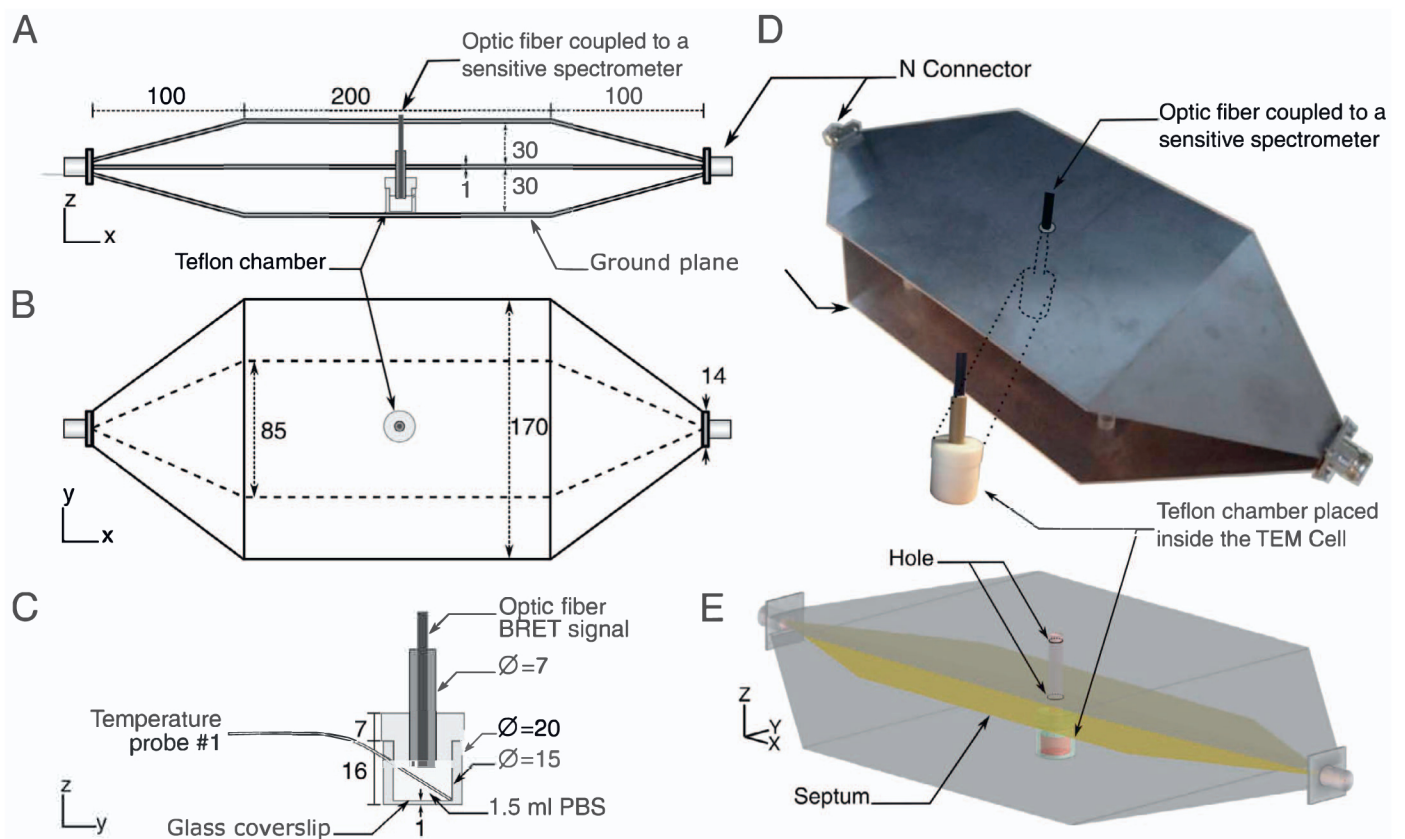 A
Optic fiber coupled to a
sensitive spectrometer
100
200
100
30
1
30
z
x
Teflon chamber
Ground plane
B
85
170
14
y
x
C
Optic fiber
BRET signal
Ø=7
Temperature
probe #1
7
Ø=20
16
Ø=15
1.5 ml PBS
Glass coverslip
1
z
y
D
N Connector
Optic fiber coupled to a
sensitive spectrometer
Teflon chamber placed
inside the TEM Cell
E
Hole
Z
Y
X
Septum